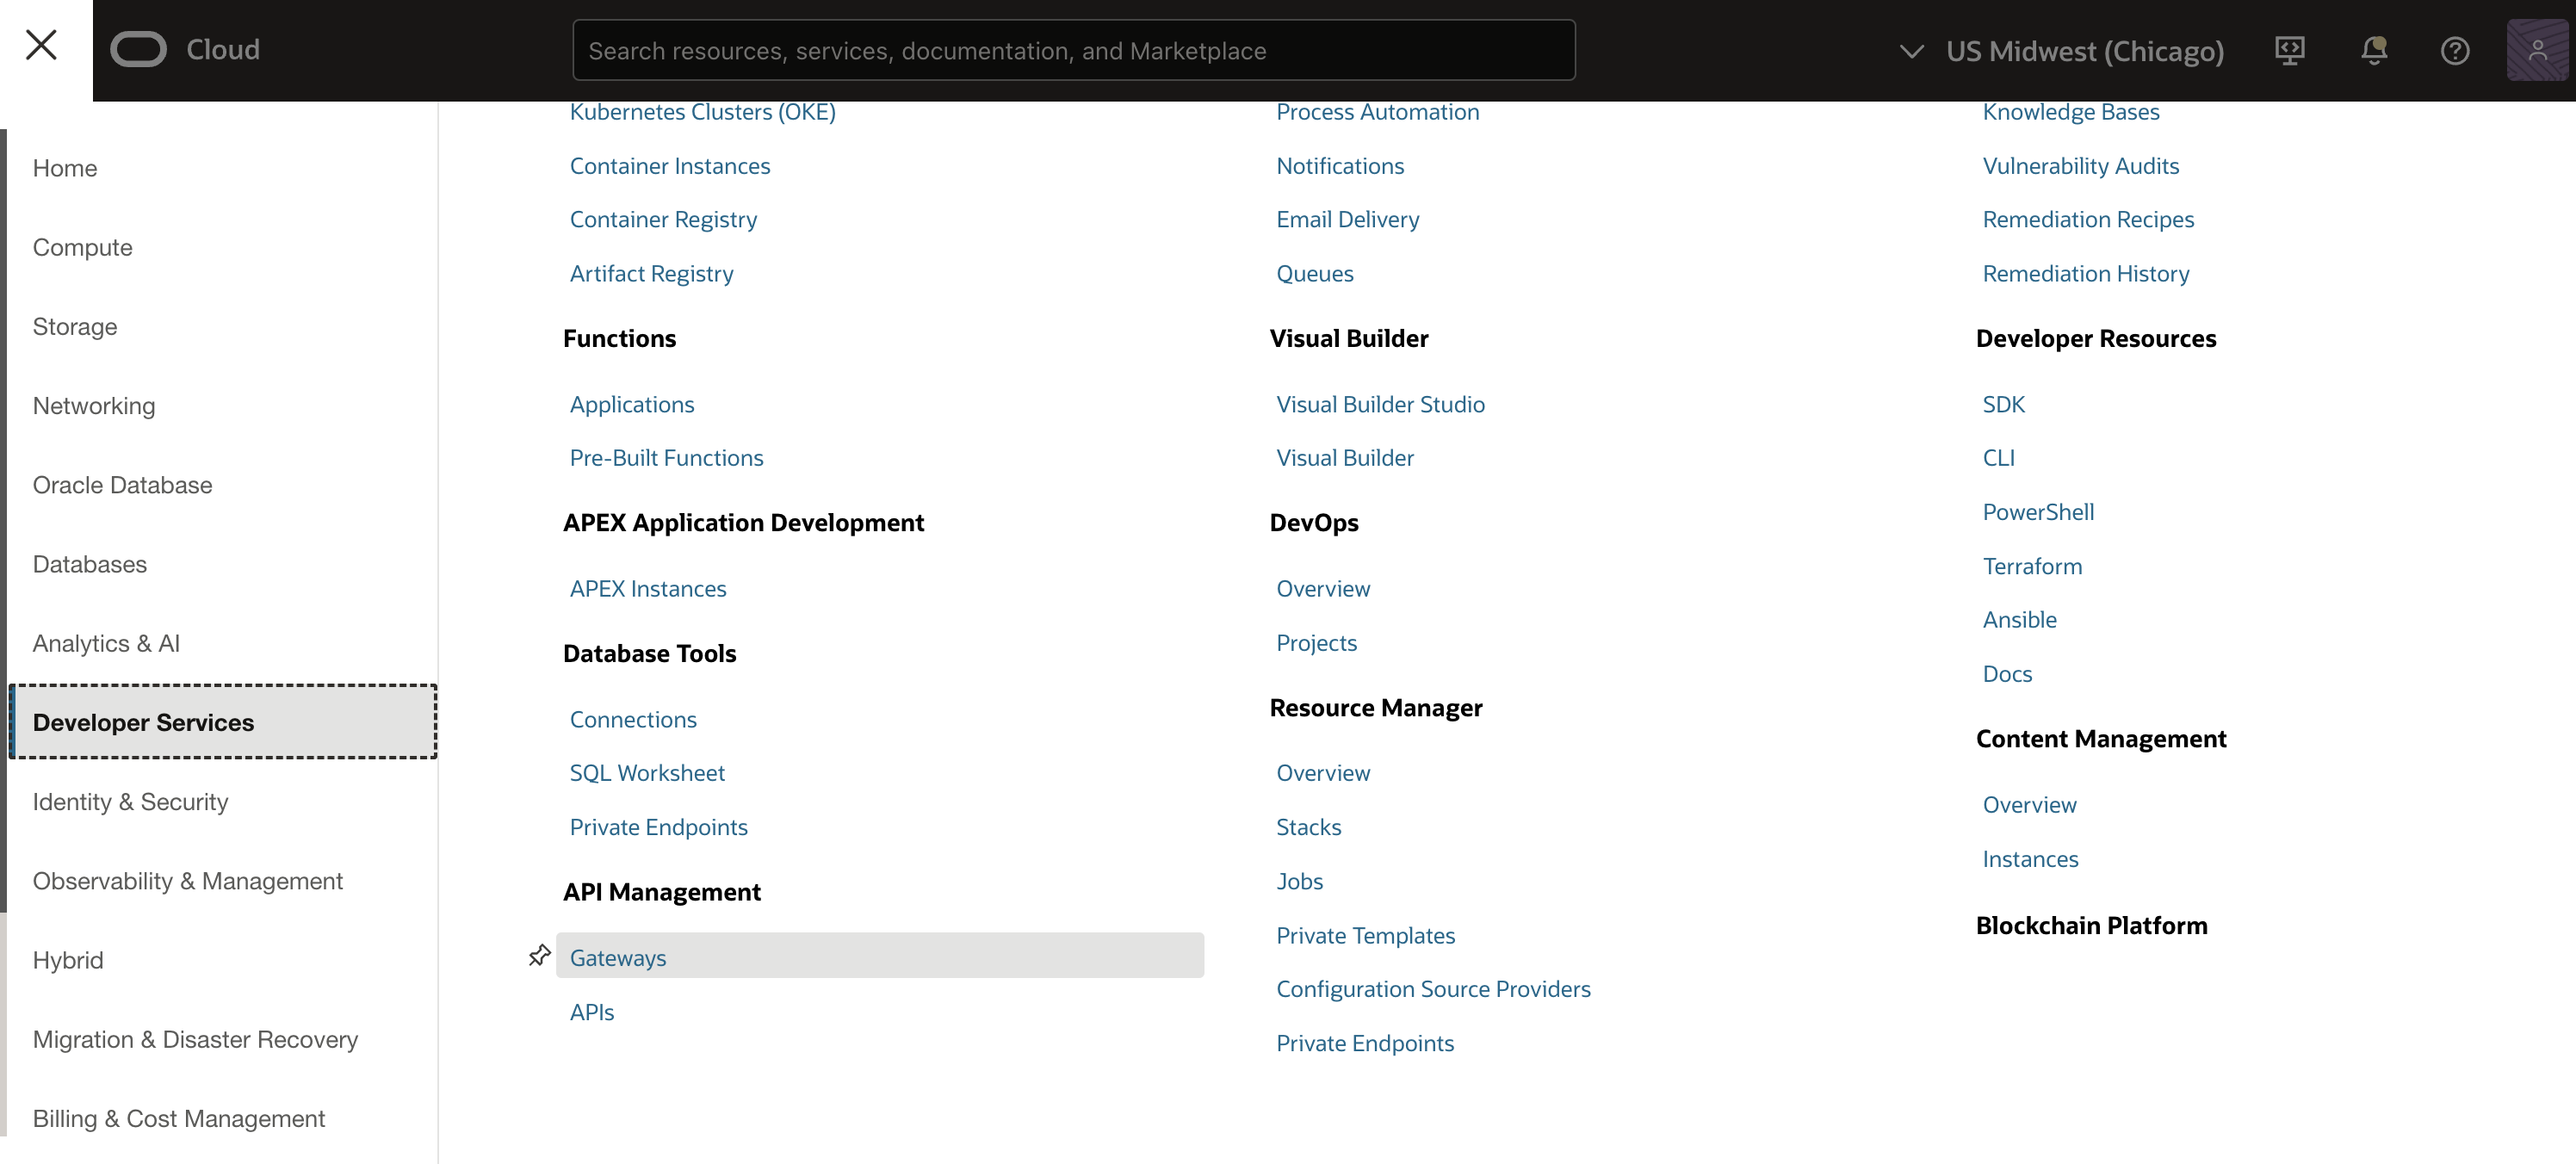 Cloud
Search resources, services, documentation, and Marketplace
US Midwest (Chicago)
Home
Compute
Storage
Networking
Oracle Database
Databases
Analytics & AI
Developer Services
Identity & Security
Observability & Management
Hybrid
Migration & Disaster Recovery
Billing & Cost Management
Kubernetes Clusters (OKE)
Container Instances
Container Registry
Artifact Registry
Functions
Applications
Pre-Built Functions
APEX Application Development
APEX Instances
Database Tools
Connections
SQL Worksheet
Private Endpoints
API Management
Gateways
APIs
Process Automation
Notifications
Email Delivery
Queues
Visual Builder
Visual Builder Studio
Visual Builder
DevOps
Overview
Projects
Resource Manager
Overview
Stacks
Jobs
Private Templates
Configuration Source Providers
Private Endpoints
Knowledge Bases
Vulnerability Audits
Remediation Recipes
Remediation History
Developer Resources
SDK
CLI
PowerShell
Terraform
Ansible
Docs
Content Management
Overview
Instances
Blockchain Platform